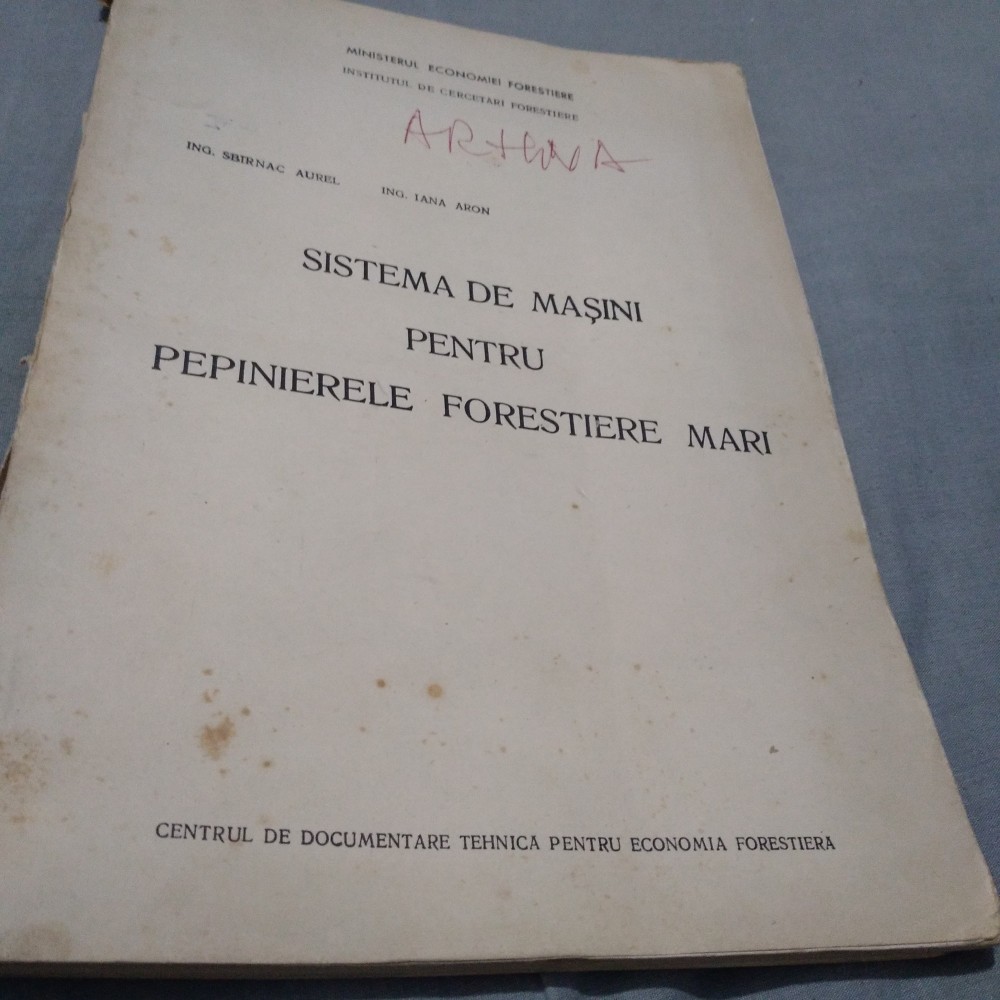 MINISTERUL ECONOMIEI FORESTIERE
INSTITUTUL DE CERCETARI FORESTIERE
ING. SBIRNAC AUREL ING. IANA ARON
SISTEMA DE MAŞINI
PENTRU
PEPINIERELE FORESTIERE MARI
CENTRUL DE DOCUMENTARE TEHNICA PENTRU ECONOMIA FORESTIERĂ